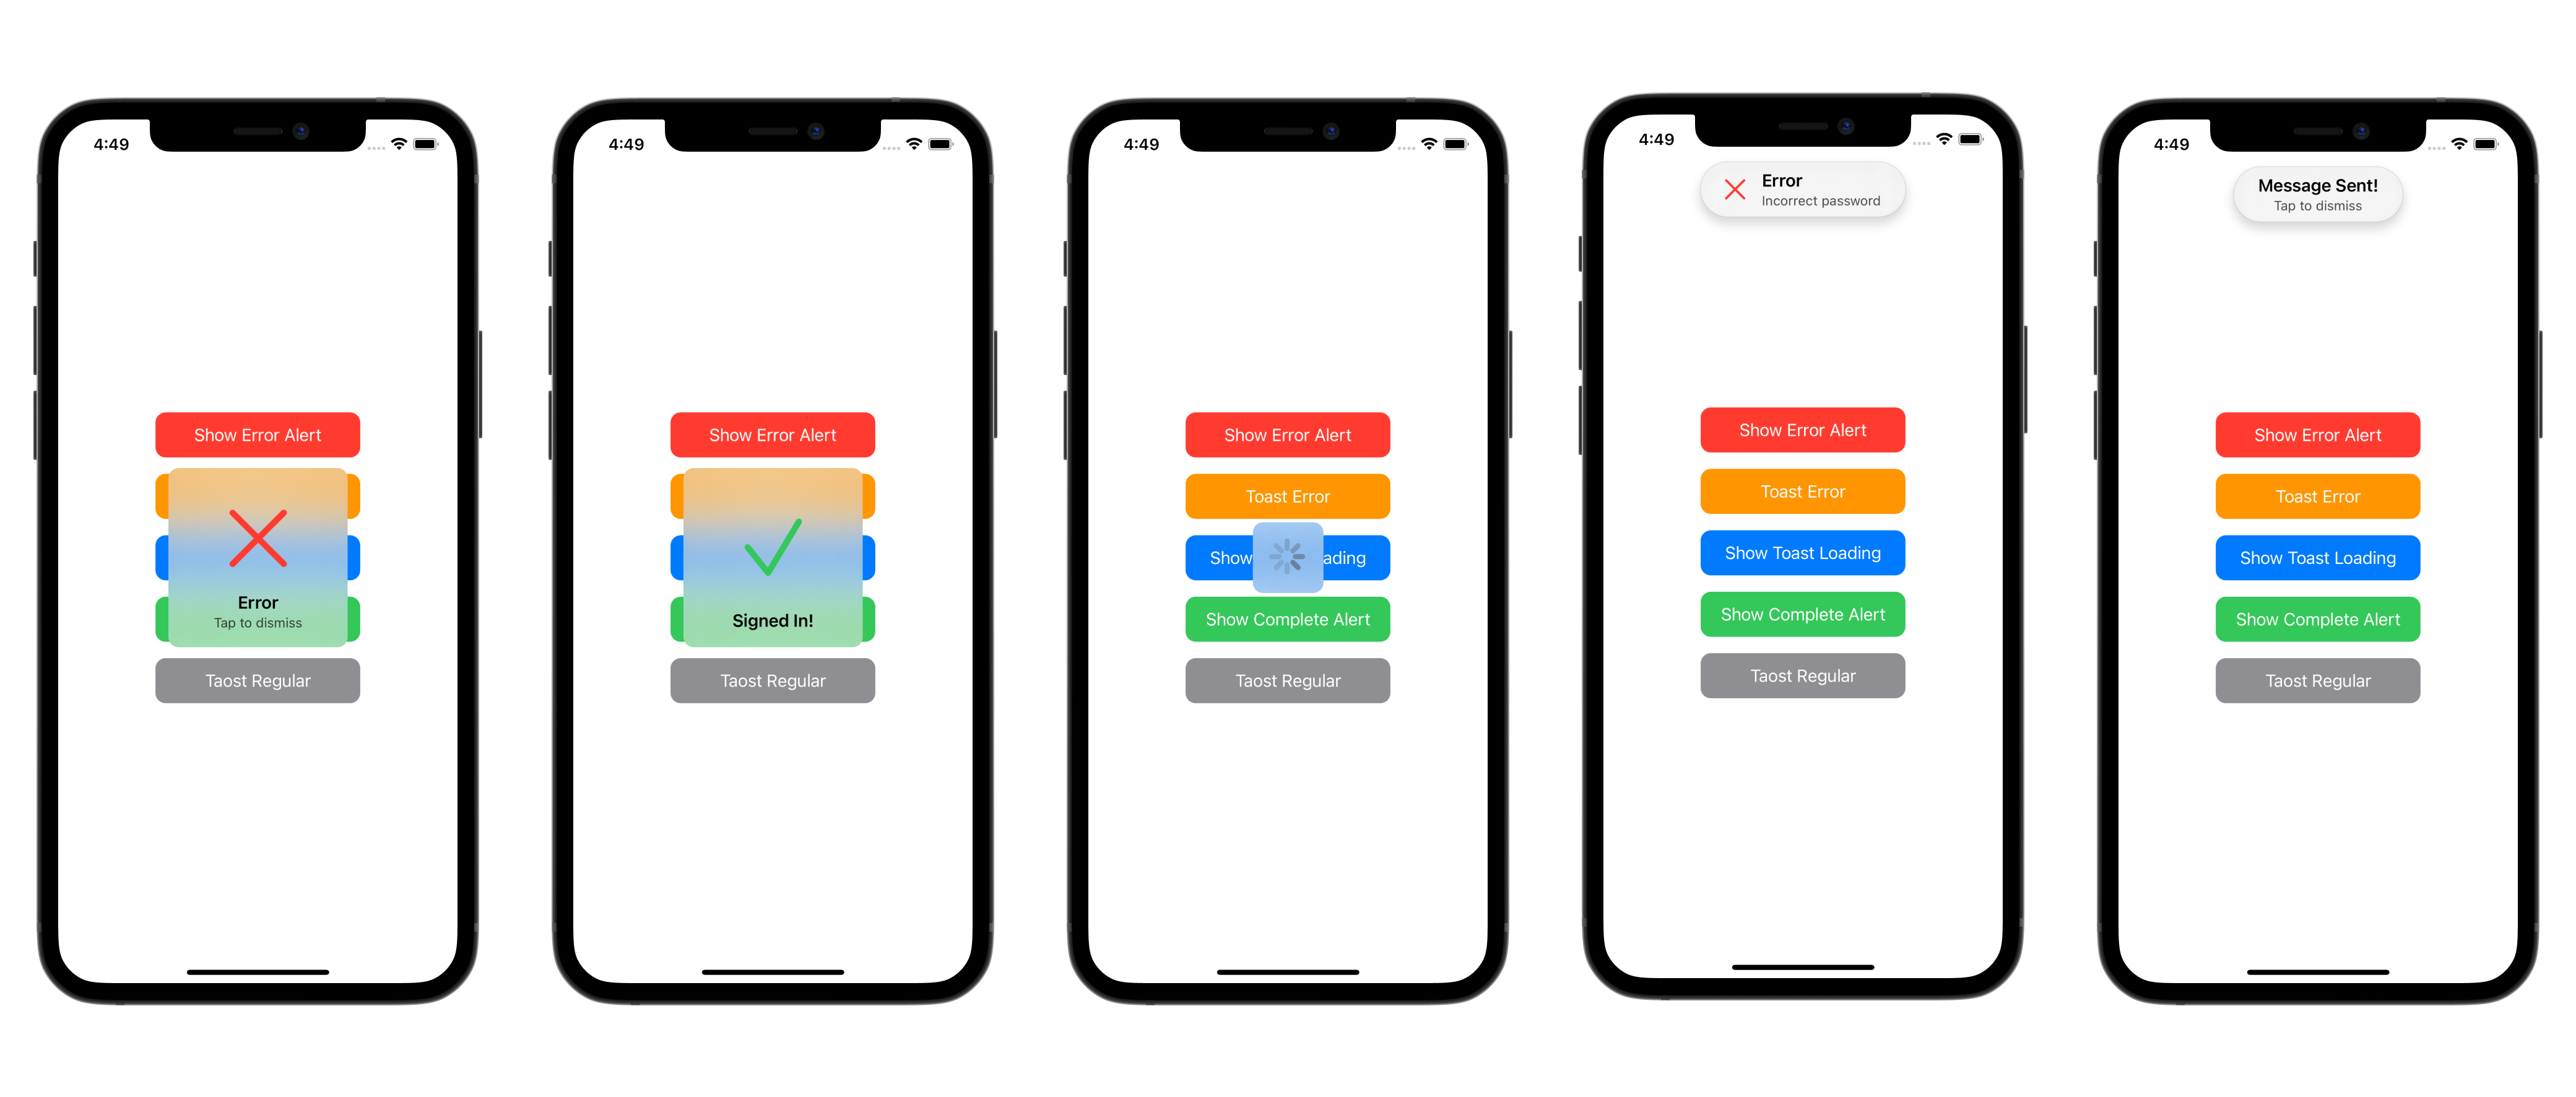 4:49
Show Error Alert
Error
Tap to dismiss
Taost Regular
4:49
Show Error Alert
Signed In!
Taost Regular
4:49
Show Error Alert
Toast Error
Show ading
Show Complete Alert
Taost Regular
4:49
Error
Incorrect password
Show Error Alert
Toast Error
Show Toast Loading
Show Complete Alert
Taost Regular
4:49
Message Sent!
Tap to dismiss
Show Error Alert
Toast Error
Show Toast Loading
Show Complete Alert
Taost Regular